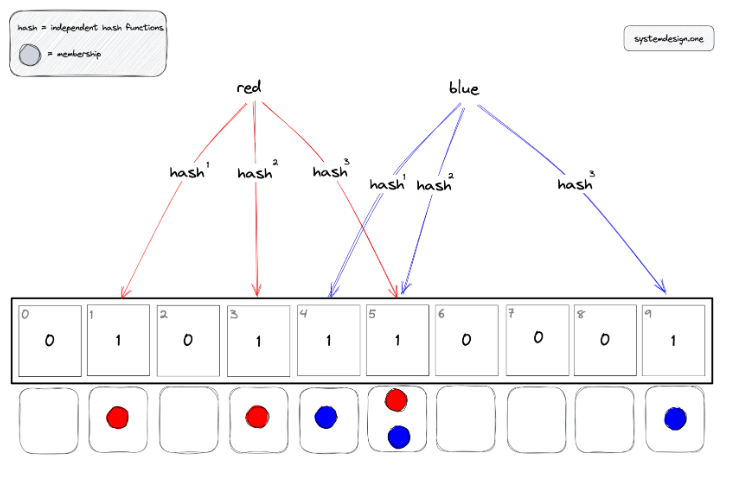 hash = independent hash functions
= membership
systemdesign.one
red
blue
hash1
hash2
hash3
hash1
hash2
hash3
0 1 2 3 4 5 6 7 8 9
0 1 0 1 1 1 0 0 0 1